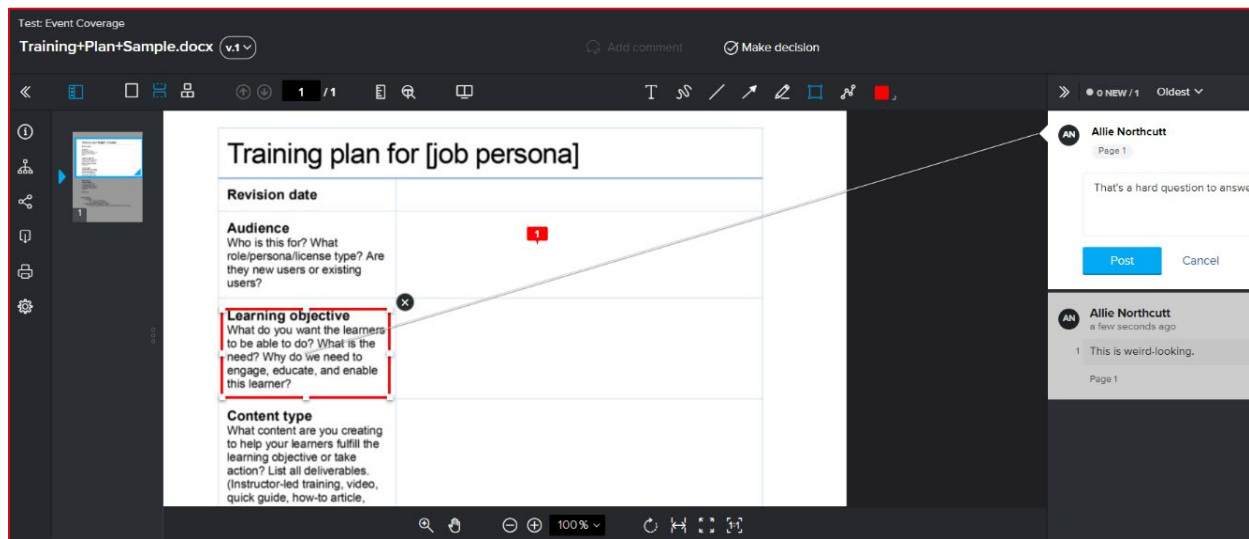 Test: Event Coverage
Training+Plan+Sample.docx v.1
Add comment
Make decision
1 /1
T
0 NEW / 1 Oldest
1
Training plan for [job persona]
Revision date
Audience
Who is this for? What
role/persona/license type? Are
they new users or existing
users?
1
Learning objective
What do you want the learners
to be able to do? What is the
need? Why do we need to
engage, educate, and enable
this learner?
Content type
What content are you creating
to help your learners fulfill the
learning objective or take
action? List all deliverables.
(Instructor-led training, video,
quick guide, how-to article,
100%
1:1
AN Allie Northcutt
Page 1
That's a hard question to answe
Post Cancel
AN Allie Northcutt
a few seconds ago
1 This is weird-looking.
Page 1